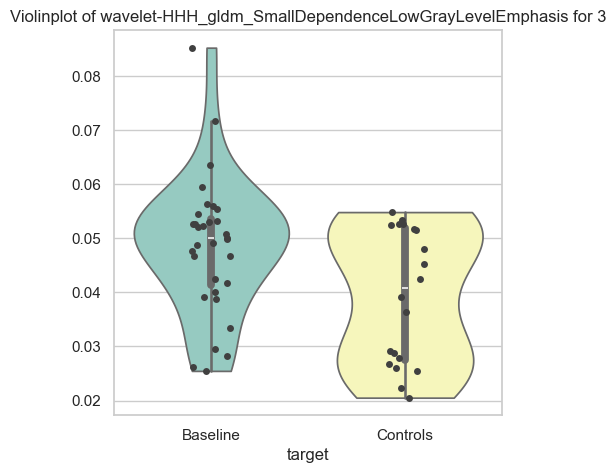 Violinplot of wavelet-HHH_gldm_SmallDependenceLowGrayLevelEmphasis for 3
0.08
0.07
0.06
0.05
0.04
0.03
0.02
Baseline
Controls
target